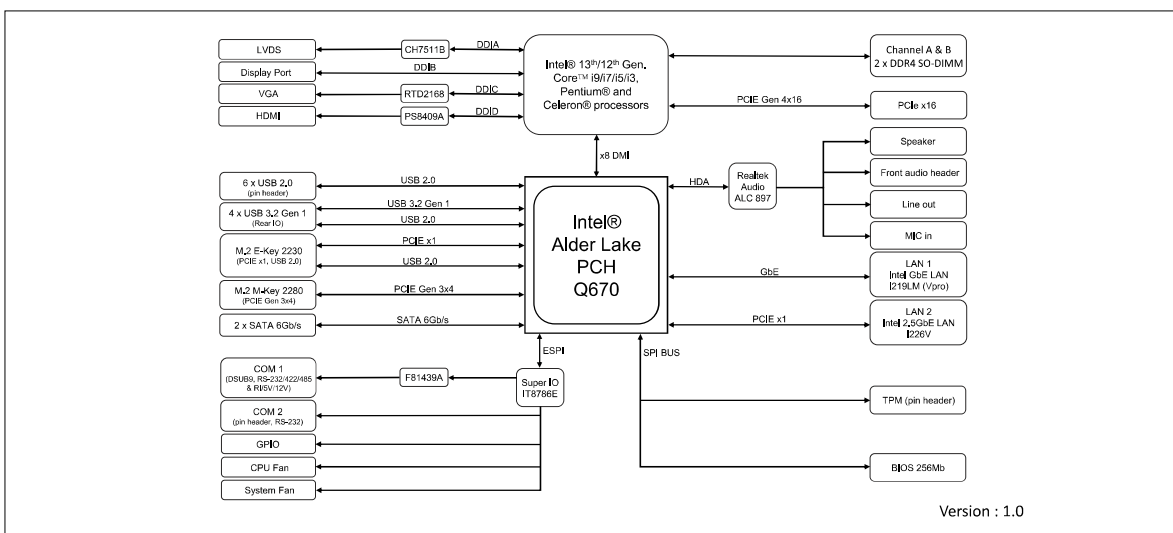 LVDS
CH7511B
DDIA
Display Port
DDIB
VGA
RTD2168
DDIC
HDMI
PS8409A
DDID
Intel® 13th/12th Gen.
Core™ i9/i7/i5/i3,
Pentium® and
Celeron® processors
Channel A & B
2 x DDR4 SO-DIMM
PCIE Gen 4x16
PCIe x16
x8 DMI
6 x USB 2.0
(pin header)
USB 2.0
4 x USB 3.2 Gen 1
(Rear IO)
USB 3.2 Gen 1
USB 2.0
M.2 E-Key 2230
(PCIE x1, USB 2.0)
PCIE x1
USB 2.0
M.2 M-Key 2280
(PCIE Gen 3x4)
PCIE Gen 3x4
2 x SATA 6Gb/s
SATA 6Gb/s
Intel®
Alder Lake
PCH
Q670
HDA
Realtek
Audio
ALC 897
Speaker
Front audio header
Line out
MIC in
GbE
LAN 1
Intel GbE LAN
I219LM (Vpro)
PCIE x1
LAN 2
Intel 2.5GbE LAN
I226V
ESPI
SPI BUS
COM 1
(DSUB9, RS-232/422/485
& RI/5V/12V)
F81439A
Super IO
IT8786E
COM 2
(pin header, RS-232)
GPIO
CPU Fan
System Fan
TPM (pin header)
BIOS 256Mb
Version : 1.0